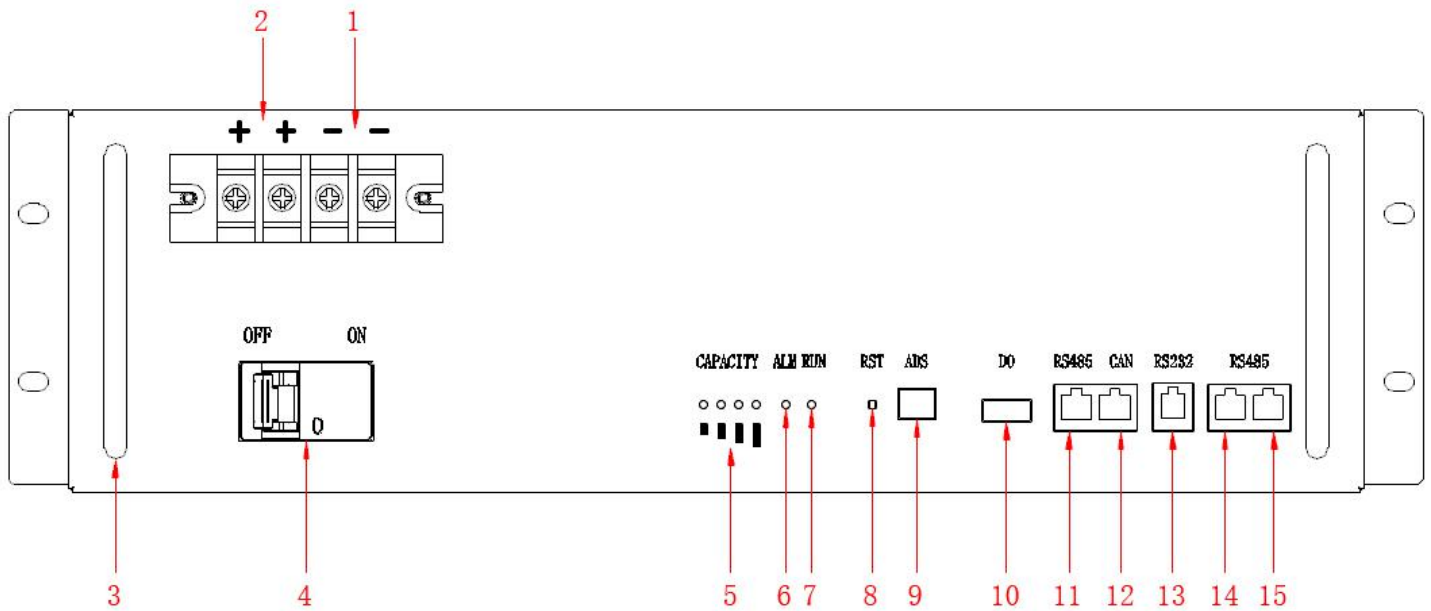 2 1
+ + - -
OFF ON
CAPACITY ALM RUN RST ADS DO RS485 CAN RS232 RS485
0
3 4 5 6 7 8 9 10 11 12 13 14 15